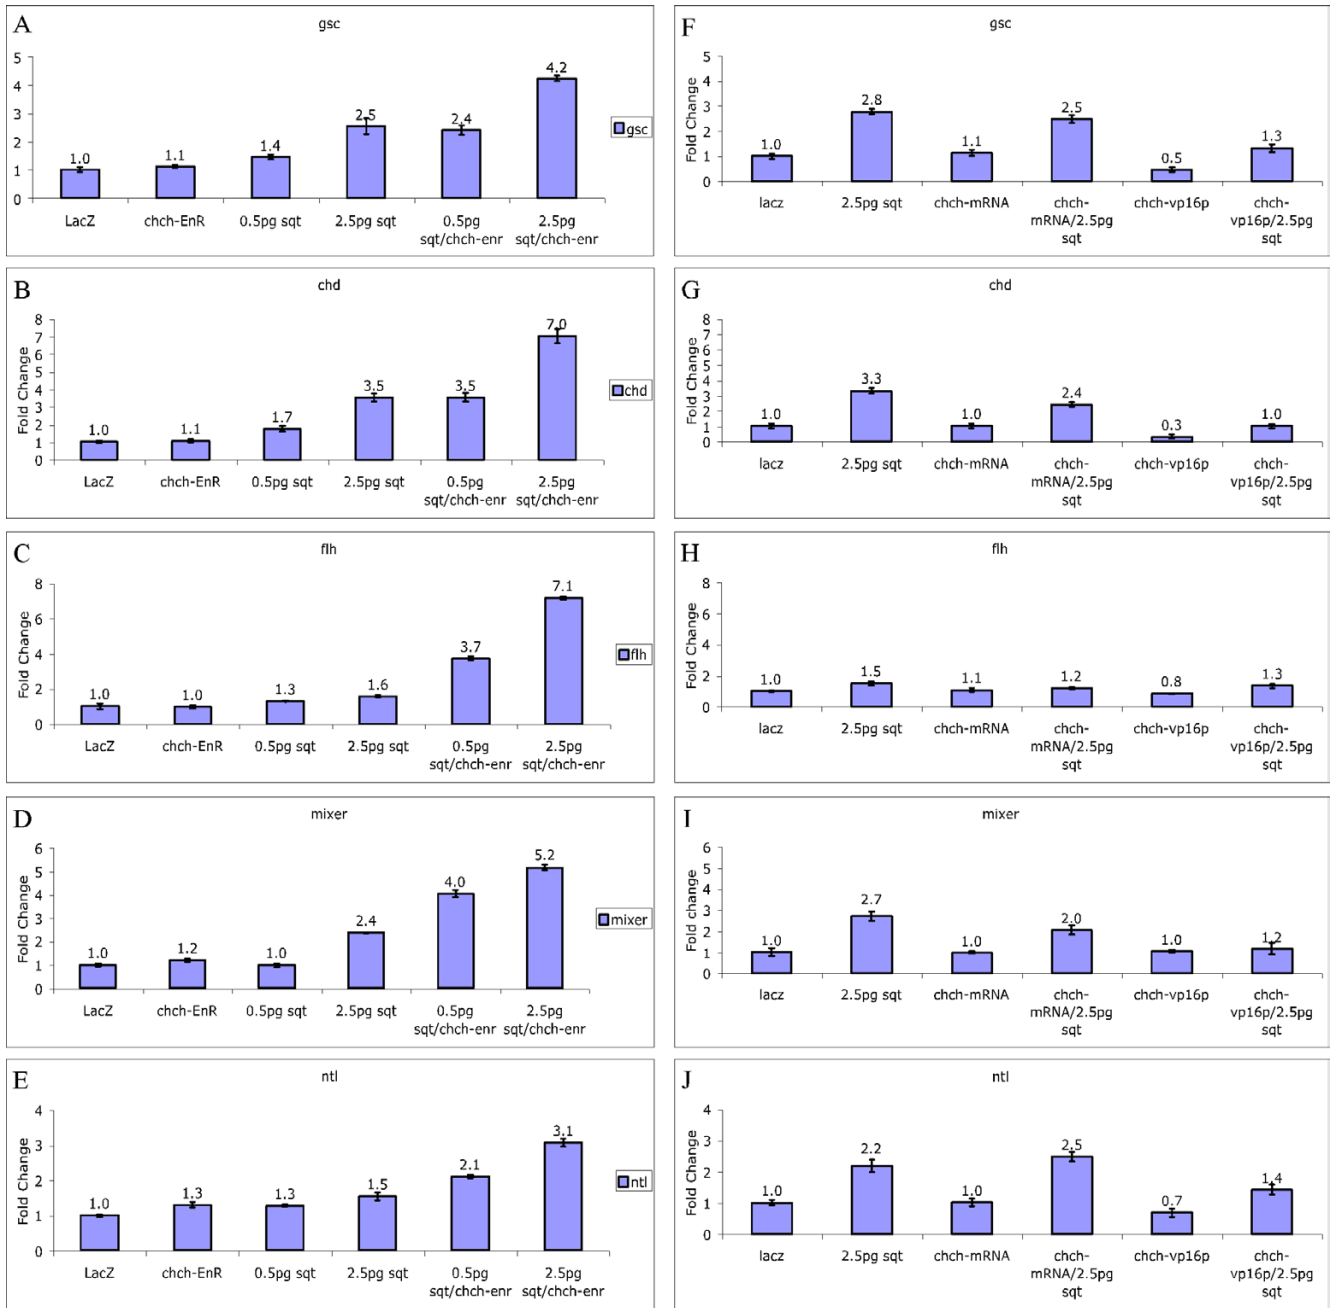 A
gsc
5
4
3
2
1
0
1.0
1.1
1.4
2.5
2.4
4.2
LacZ
chch-EnR
0.5pg sqt
2.5pg sqt
0.5pg
sqt/chch-enr
2.5pg
sqt/chch-enr
gsc
B
chd
Fold Change
8
7
6
5
4
3
2
1
0
1.0
1.1
1.7
3.5
3.5
7.0
LacZ
chch-EnR
0.5pg sqt
2.5pg sqt
0.5pg
sqt/chch-enr
2.5pg
sqt/chch-enr
chd
C
flh
Fold Change
8
6
4
2
0
1.0
1.0
1.3
1.6
3.7
7.1
LacZ
chch-EnR
0.5pg sqt
2.5pg sqt
0.5pg
sqt/chch-enr
2.5pg
sqt/chch-enr
flh
D
mixer
Fold Change
6
5
4
3
2
1
0
1.0
1.2
1.0
2.4
4.0
5.2
LacZ
chch-EnR
0.5pg sqt
2.5pg sqt
0.5pg
sqt/chch-enr
2.5pg
sqt/chch-enr
mixer
E
ntl
Fold Change
4
3
2
1
0
1.0
1.3
1.3
1.5
2.1
3.1
LacZ
chch-EnR
0.5pg sqt
2.5pg sqt
0.5pg
sqt/chch-enr
2.5pg
sqt/chch-enr
ntl
F
gsc
Fold Change
5
4
3
2
1
0
1.0
2.8
1.1
2.5
0.5
1.3
lacz
2.5pg sqt
chch-mRNA
chch-
mRNA/2.5pg
sqt
chch-vp16p
chch-
vp16p/2.5pg
sqt
G
chd
Fold Change
8
7
6
5
4
3
2
1
0
1.0
3.3
1.0
2.4
0.3
1.0
lacz
2.5pg sqt
chch-mRNA
chch-
mRNA/2.5pg
sqt
chch-vp16p
chch-
vp16p/2.5pg
sqt
H
flh
Fold Change
8
6
4
2
0
1.0
1.5
1.1
1.2
0.8
1.3
lacz
2.5pg sqt
chch-mRNA
chch-
mRNA/2.5pg
sqt
chch-vp16p
chch-
vp16p/2.5pg
sqt
I
mixer
Fold change
6
5
4
3
2
1
0
1.0
2.7
1.0
2.0
1.0
1.2
lacz
2.5pg sqt
chch-mRNA
chch-
mRNA/2.5pg
sqt
chch-vp16p
chch-
vp16p/2.5pg
sqt
J
ntl
Fold Change
4
3
2
1
0
1.0
2.2
1.0
2.5
0.7
1.4
lacz
2.5pg sqt
chch-mRNA
chch-
mRNA/2.5pg
sqt
chch-vp16p
chch-
vp16p/2.5pg
sqt